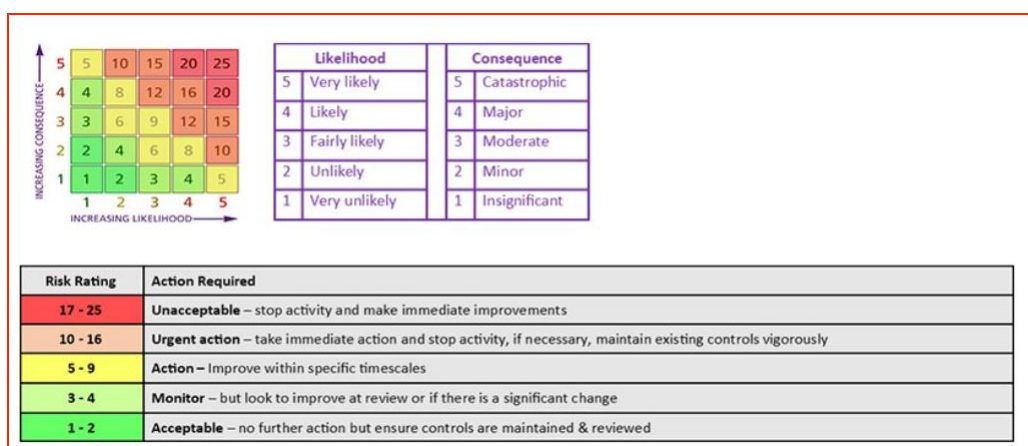 INCREASING CONSEQUENCE
5 5 10 15 20 25
4 4 8 12 16 20
3 3 6 9 12 15
2 2 4 6 8 10
1 1 2 3 4 5
1 2 3 4 5
INCREASING LIKELIHOOD
Likelihood Consequence
5 Very likely 5 Catastrophic
4 Likely 4 Major
3 Fairly likely 3 Moderate
2 Unlikely 2 Minor
1 Very unlikely 1 Insignificant
Risk Rating Action Required
17 - 25 Unacceptable – stop activity and make immediate improvements
10 - 16 Urgent action – take immediate action and stop activity, if necessary, maintain existing controls vigorously
5 - 9 Action – Improve within specific timescales
3 - 4 Monitor – but look to improve at review or if there is a significant change
1 - 2 Acceptable – no further action but ensure controls are maintained & reviewed